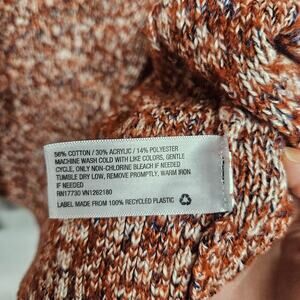 56% COTTON / 30% ACRYLIC / 14% POLYESTER
MACHINE WASH COLD WITH LIKE COLORS, GENTLE
CYCLE, ONLY NON-CHLORINE BLEACH IF NEEDED
TUMBLE DRY LOW, REMOVE PROMPTLY, WARM IRON
IF NEEDED
RN17730 VN1262180
LABEL MADE FROM 100% RECYCLED PLASTIC